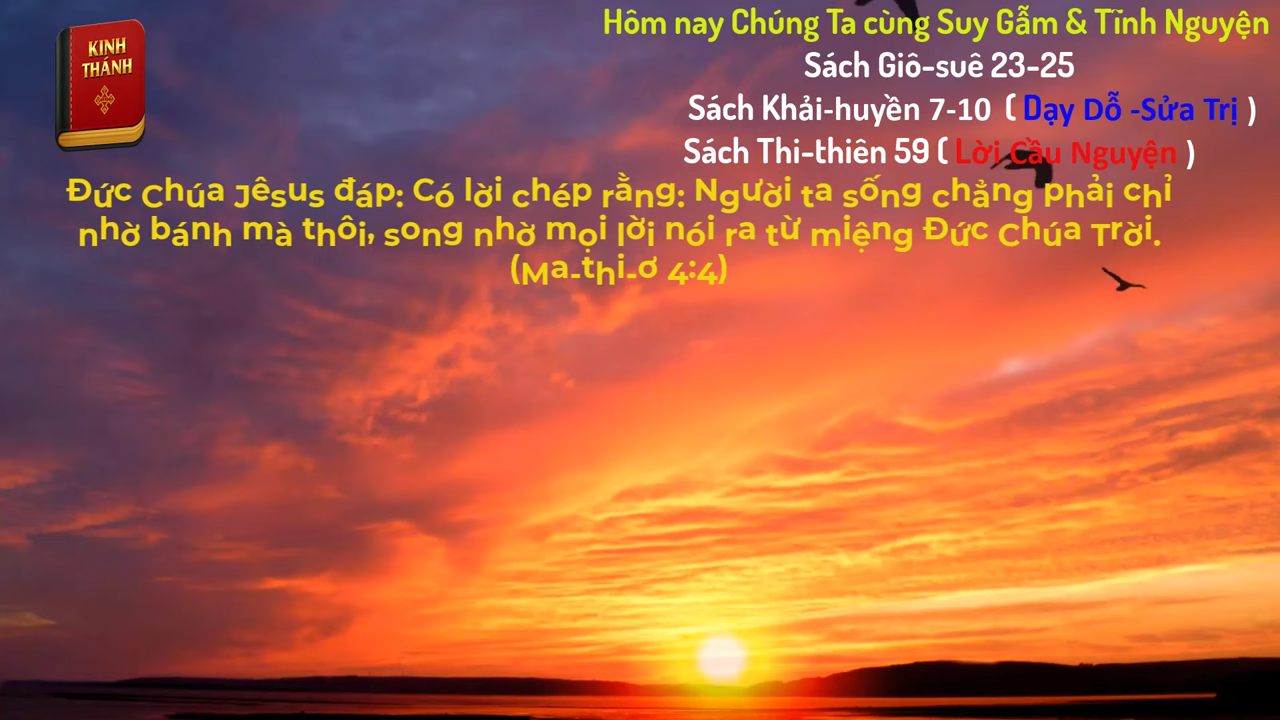 KINH
THÁNH
Hôm nay Chúng Ta cùng Suy Gẫm & Tĩnh Nguyện
Sách Giô-suê 23-25
Sách Khải-huyền 7-10 ( Dạy Dỗ -Sửa Trị )
Sách Thi-thiên 59 ( Lời Cầu Nguyện )
Đức Chúa Jêsus đáp: Có lời chép rằng: Người ta sống chẳng phải chỉ
nhờ bánh mà thôi, song nhờ mọi lời nói ra từ miệng Đức Chúa Trời.
(Ma-thi-ơ 4:4)